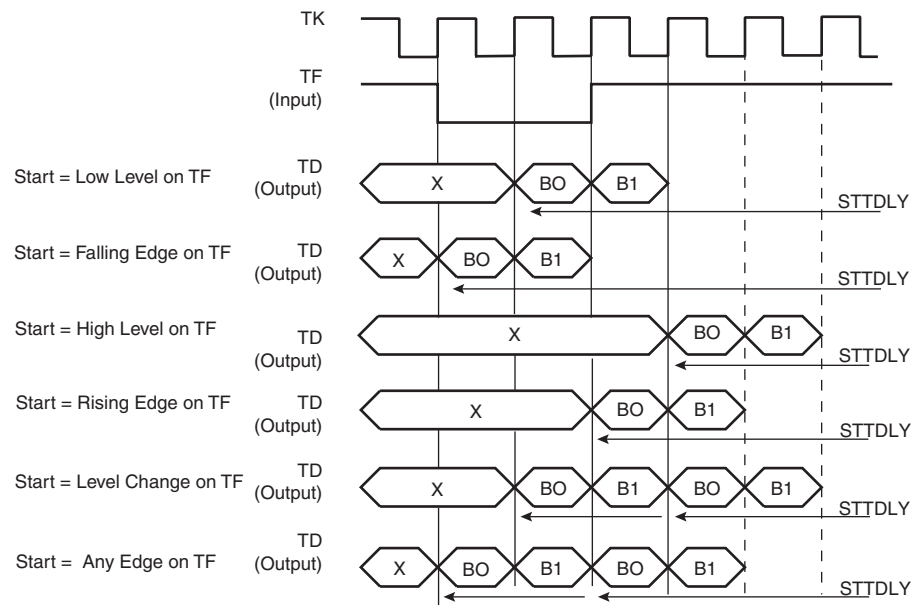 TK
TF
(Input)
Start = Low Level on TF
TD
(Output)
X
BO
B1
STTDLY
Start = Falling Edge on TF
TD
(Output)
X
BO
B1
STTDLY
Start = High Level on TF
TD
(Output)
X
BO
B1
STTDLY
Start = Rising Edge on TF
TD
(Output)
X
BO
B1
STTDLY
Start = Level Change on TF
TD
(Output)
X
BO
B1
BO
B1
STTDLY
Start = Any Edge on TF
TD
(Output)
X
BO
B1
BO
B1
STTDLY